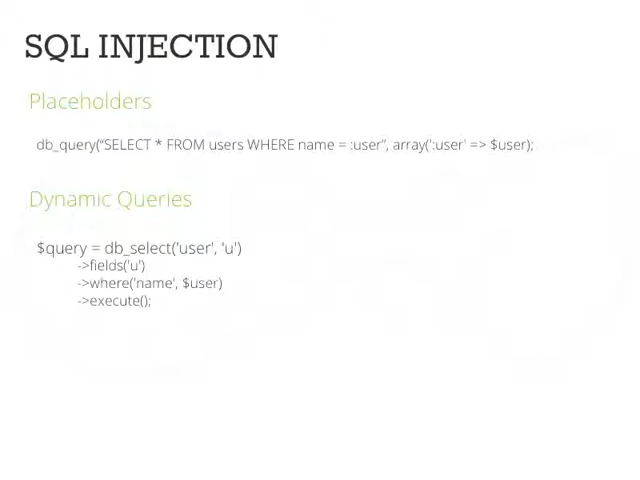 SQL INJECTION
Placeholders
db_query(“SELECT * FROM users WHERE name = :user”, array(':user' => $user);
Dynamic Queries
$query = db_select('user', 'u')
->fields('u')
->where('name', $user)
->execute();